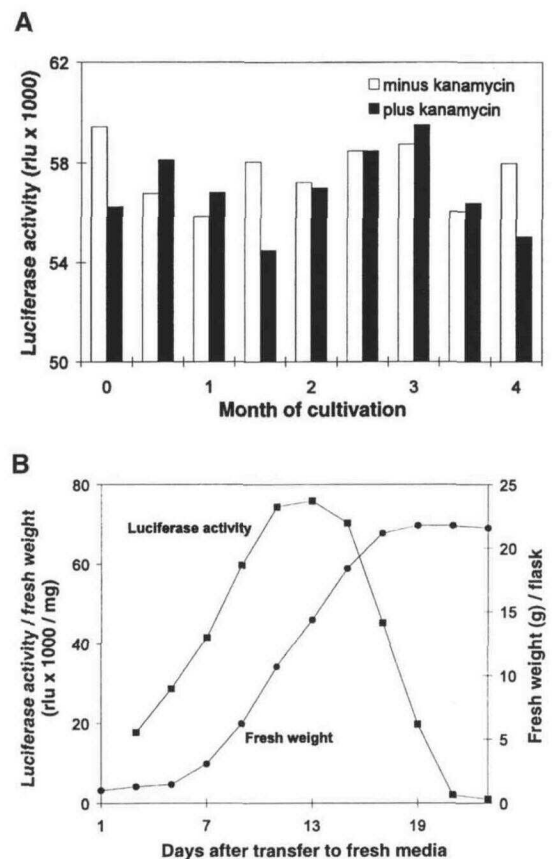 A
Luciferase activity (rlu x 1000)
62
58
54
50
minus kanamycin
plus kanamycin
0 1 2 3 4
Month of cultivation
B
Luciferase activity / fresh weight
(rlu x 1000 / mg)
80
60
40
20
0
Luciferase activity
Fresh weight
25
20
15
10
5
0
Fresh weight (g) / flask
1 7 13 19
Days after transfer to fresh media